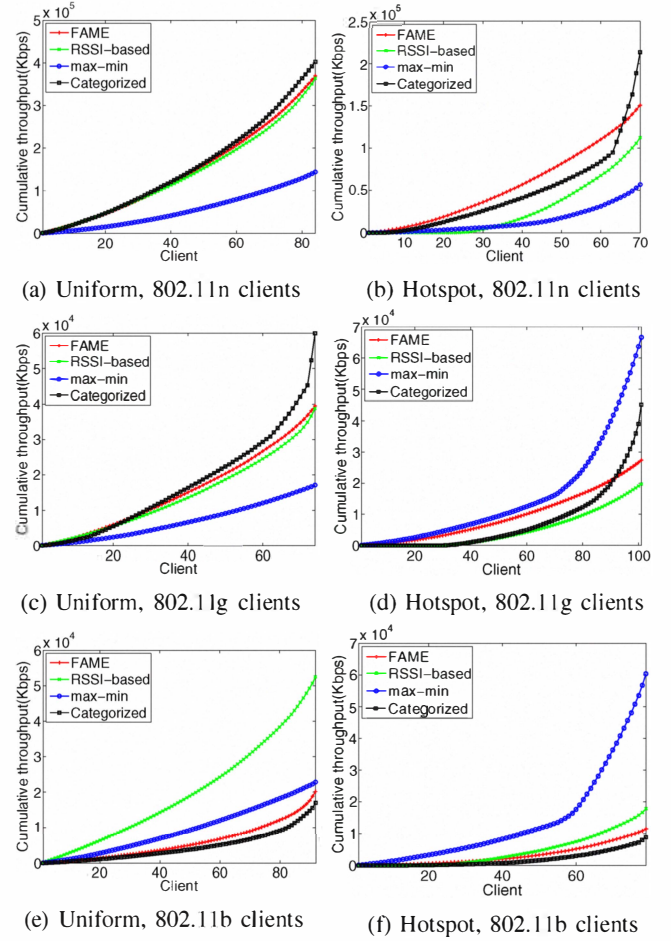 x 10^5
5
4
3
2
1
0
20
40
60
80
Cumulative throughput(Kbps)
Client
FAME
RSSI-based
max-min
Categorized
(a) Uniform, 802.11n clients
x 10^5
2.5
2
1.5
1
0.5
0
10
20
30
40
50
60
70
Cumulative throughput(Kbps)
Client
FAME
RSSI-based
max-min
Categorized
(b) Hotspot, 802.11n clients
x 10^4
6
5
4
3
2
1
0
20
40
60
Cumulative throughput(Kbps)
Client
FAME
RSSI-based
max-min
Categorized
(c) Uniform, 802.11g clients
x 10^4
7
6
5
4
3
2
1
0
20
40
60
80
100
Cumulative throughput(Kbps)
Client
FAME
RSSI-based
max-min
Categorized
(d) Hotspot, 802.11g clients
x 10^4
6
5
4
3
2
1
0
20
40
60
80
Cumulative throughput(Kbps)
Client
FAME
RSSI-based
max-min
Categorized
(e) Uniform, 802.11b clients
x 10^4
7
6
5
4
3
2
1
0
20
40
60
Cumulative throughput(Kbps)
Client
FAME
RSSI-based
max-min
Categorized
(f) Hotspot, 802.11b clients